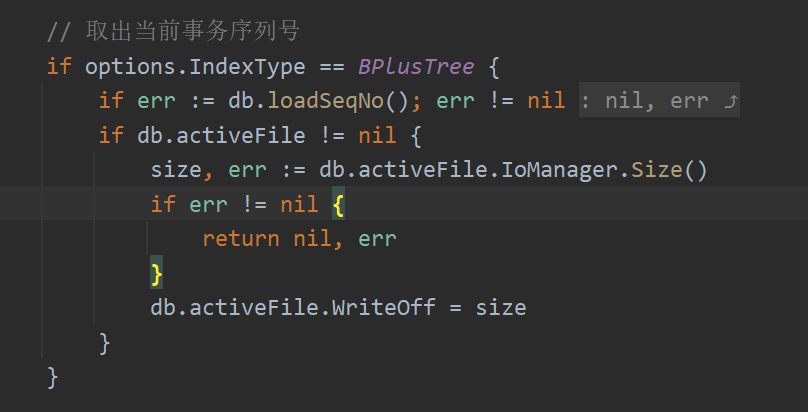 // 取出当前事务序列号
if options.IndexType == BPlusTree {
if err := db.loadSeqNo(); err != nil : nil, err ⤴
if db.activeFile != nil {
size, err := db.activeFile.IoManager.Size()
if err != nil {
return nil, err
}
db.activeFile.WriteOff = size
}
}